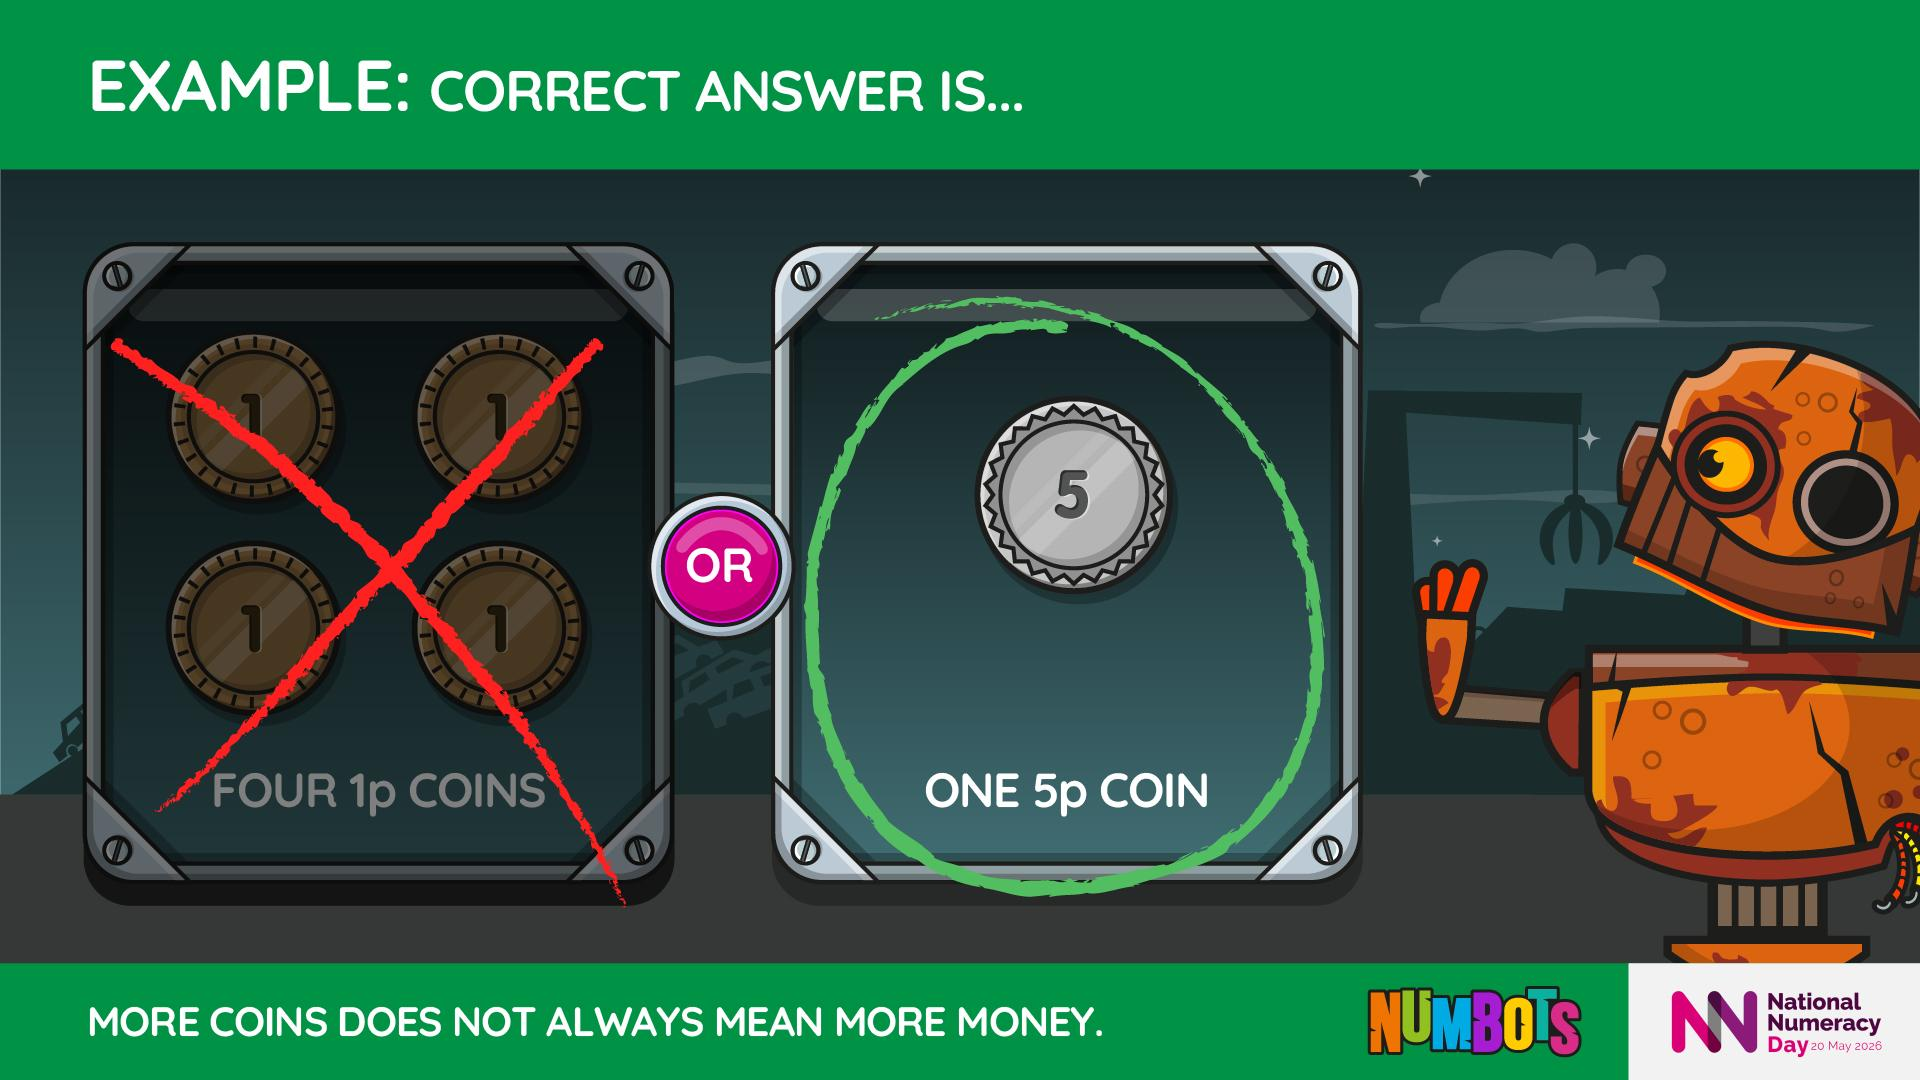 EXAMPLE: CORRECT ANSWER IS...
1 1
1 1
FOUR 1p COINS
OR
5
ONE 5p COIN
MORE COINS DOES NOT ALWAYS MEAN MORE MONEY.
NUMBOTS
National
Numeracy
Day 20 May 2026